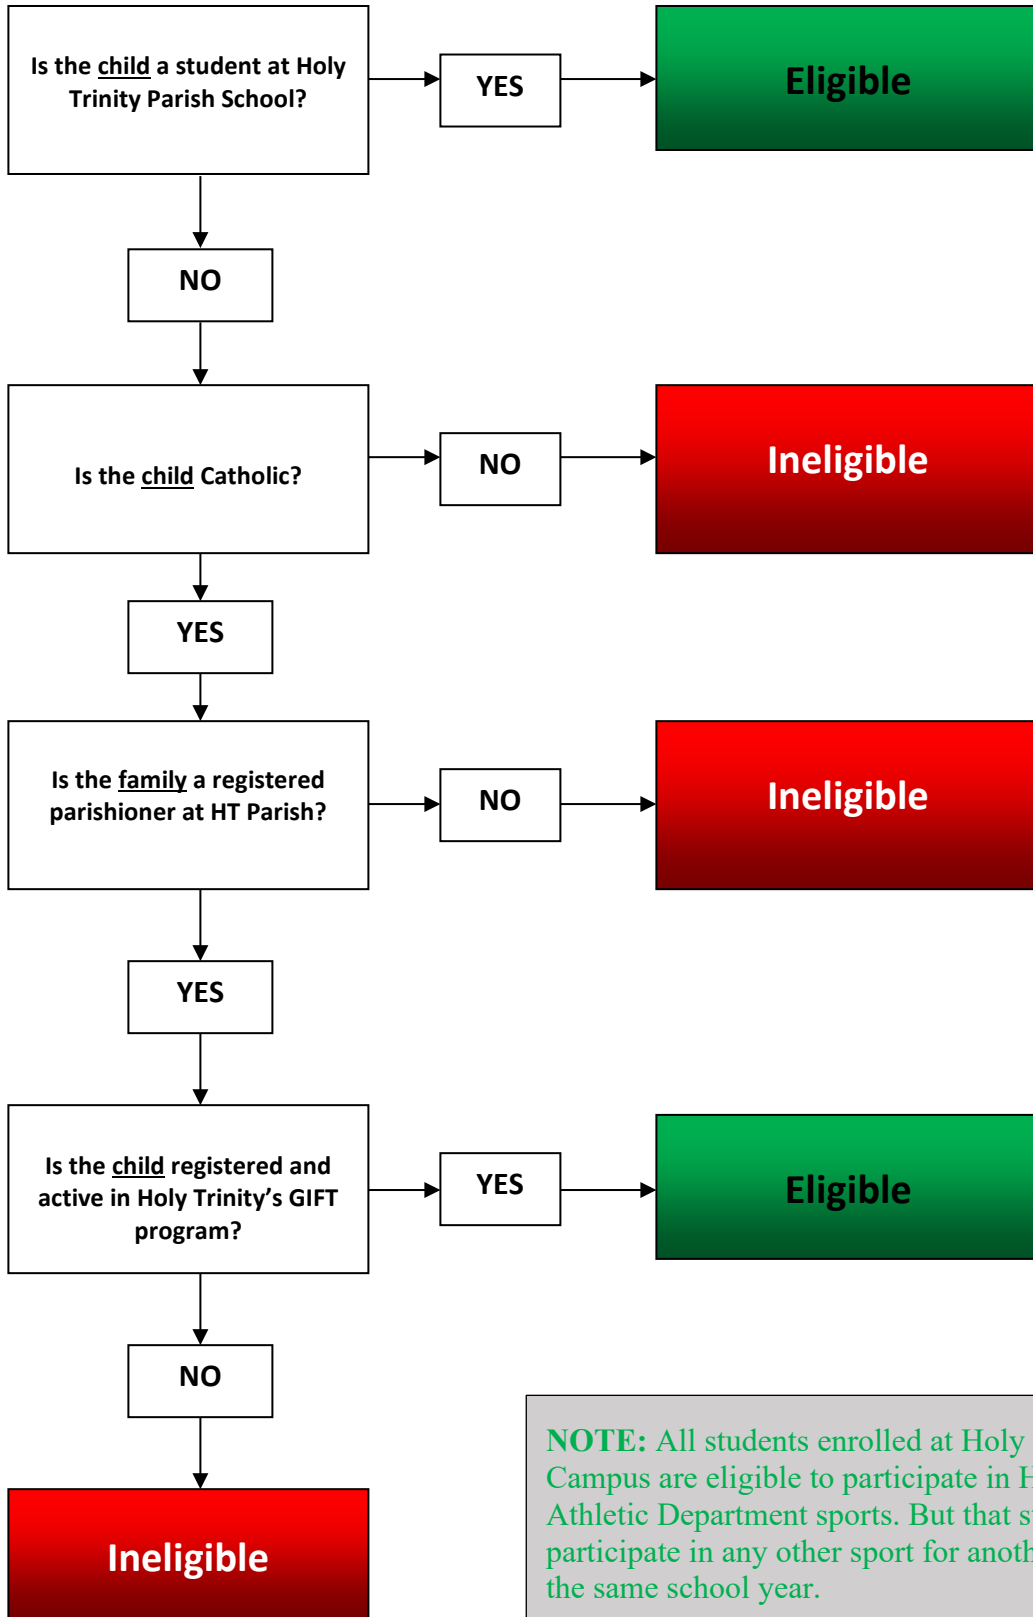 Is the child a student at Holy
Trinity Parish School?
YES
Eligible
NO
Is the child Catholic?
NO
Ineligible
YES
Is the family a registered
parishioner at HT Parish?
NO
Ineligible
YES
Is the child registered and
active in Holy Trinity’s GIFT
program?
YES
Eligible
NO
Ineligible
NOTE: All students enrolled at Holy
Campus are eligible to participate in
Athletic Department sports. But that
participate in any other sport for
the same school year.